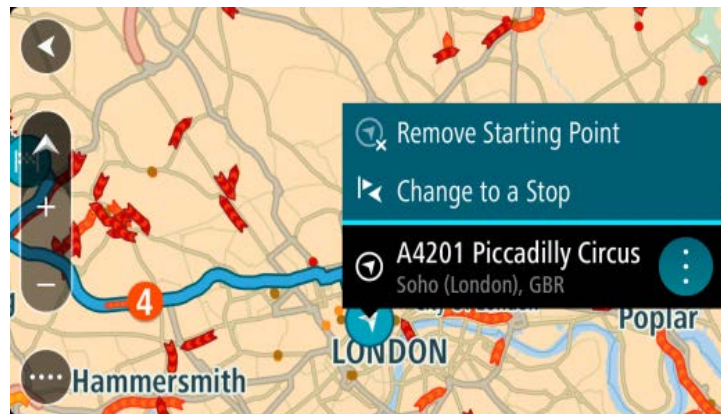 Remove Starting Point
Change to a Stop
A4201 Piccadilly Circus
Soho (London), GBR
4
Poplar
LONDON
Hammersmith